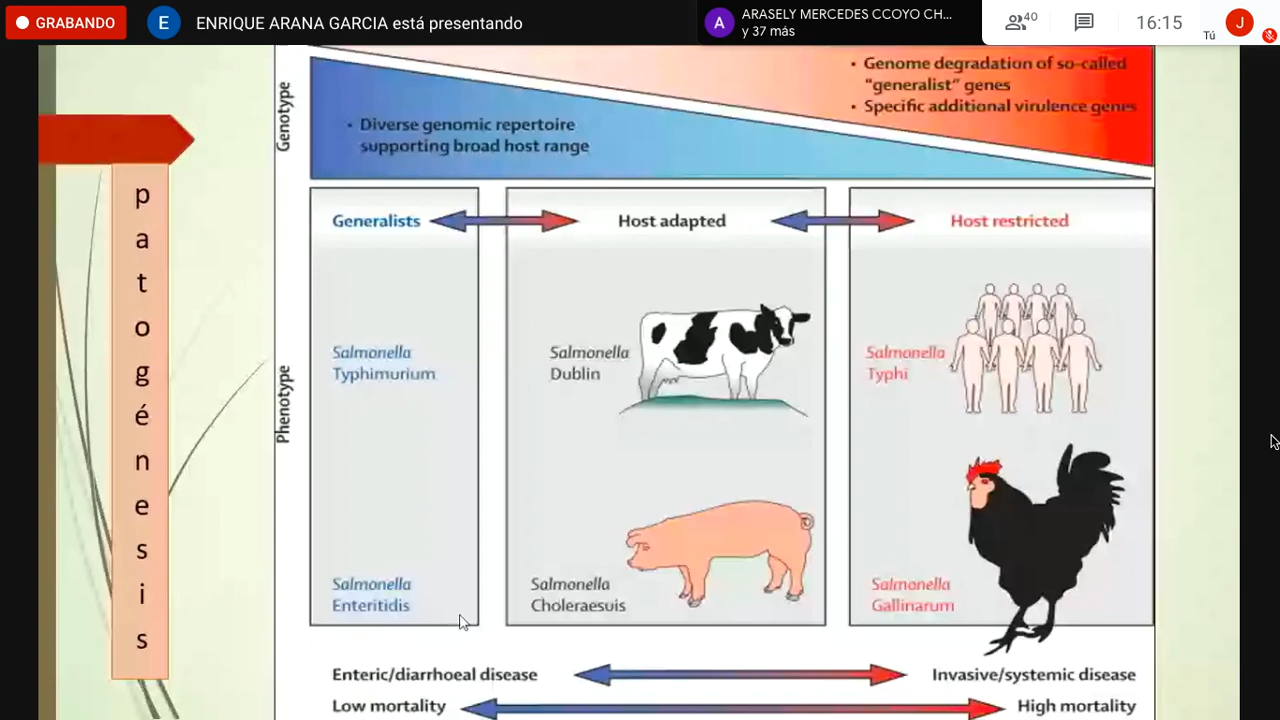 GRABANDO
E
ENRIQUE ARANA GARCIA está presentando
A
ARASELY MERCEDES CCOYO CH...
y 37 más
40
16:15
Tú
J
patogénesis
Genotype
• Genome degradation of so-called
"generalist" genes
• Specific additional virulence genes
• Diverse genomic repertoire
supporting broad host range
Phenotype
Generalists
Host adapted
Host restricted
Salmonella
Typhimurium
Salmonella
Dublin
Salmonella
Typhi
Salmonella
Enteritidis
Salmonella
Choleraesuis
Salmonella
Gallinarum
Enteric/diarrhoeal disease
Invasive/systemic disease
Low mortality
High mortality